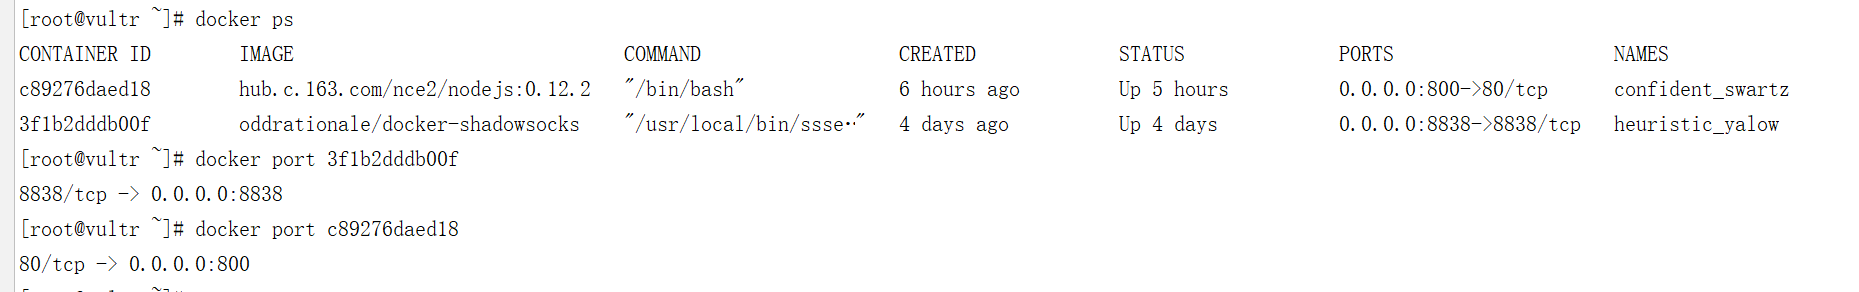 [root@vultr ~]# docker ps
CONTAINER ID        IMAGE                              COMMAND                  CREATED             STATUS              PORTS                    NAMES
c89276daed18        hub.c.163.com/nce2/nodejs:0.12.2   "/bin/bash"              6 hours ago         Up 5 hours          0.0.0.0:800->80/tcp      confident_swartz
3f1b2dddb00f        oddrationale/docker-shadowsocks    "/usr/local/bin/ssse…"   4 days ago          Up 4 days           0.0.0.0:8838->8838/tcp   heuristic_yalow
[root@vultr ~]# docker port 3f1b2dddb00f
8838/tcp -> 0.0.0.0:8838
[root@vultr ~]# docker port c89276daed18
80/tcp -> 0.0.0.0:800